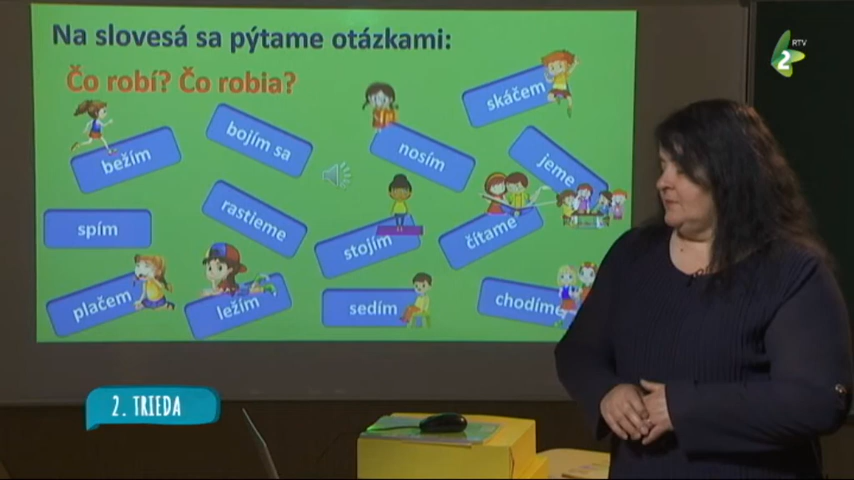 Na slovesá sa pýtame otázkami:
Čo robí? Čo robia?
skáčem
bežím
bojím sa
nosím
jeme
spím
rastieme
stojím
čítame
plačem
ležím
sedím
chodíme
2. TRIEDA
RTV
2